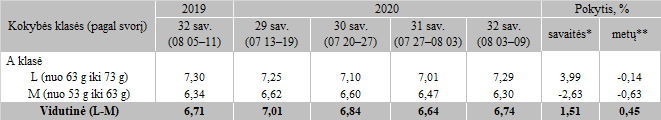 Kokybės klasės (pagal svorį) 2019 2020 Pokytis, %
32 sav. (08 05–11) 29 sav. (07 13–19) 30 sav. (07 20–27) 31 sav. (07 27–08 03) 32 sav. (08 03–09) savaitės* metų**
A klasė
L (nuo 63 g iki 73 g) 7,30 7,25 7,10 7,01 7,29 3,99 -0,14
M (nuo 53 g iki 63 g) 6,34 6,62 6,60 6,47 6,30 -2,63 -0,63
Vidutinė (L-M) 6,71 7,01 6,84 6,64 6,74 1,51 0,45